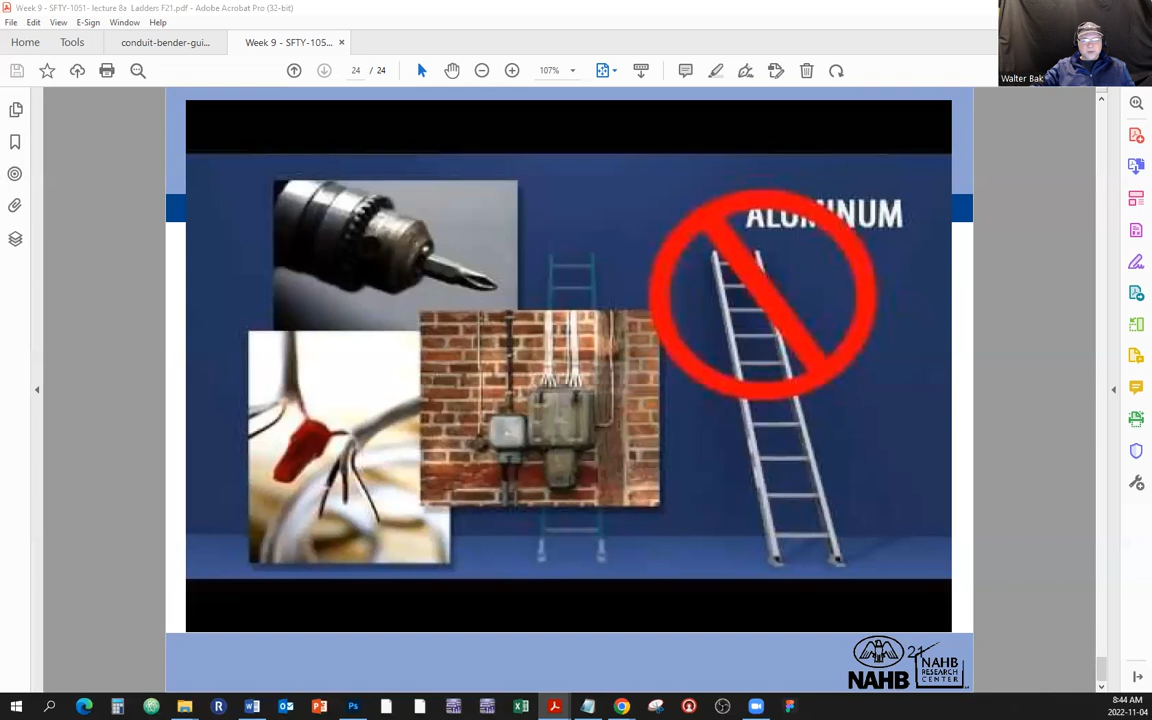 Week 9 - SFTY-1051- lecture 8a Ladders F21.pdf - Adobe Acrobat Pro (32-bit)
File Edit View E-Sign Window Help
Home Tools conduit-bender-gui... Week 9 - SFTY-105... ×
24 / 24 107%
Walter Bak
ALUMINUM
21
NAHB
NAHB
RESEARCH
CENTER
8:44 AM
2022-11-04